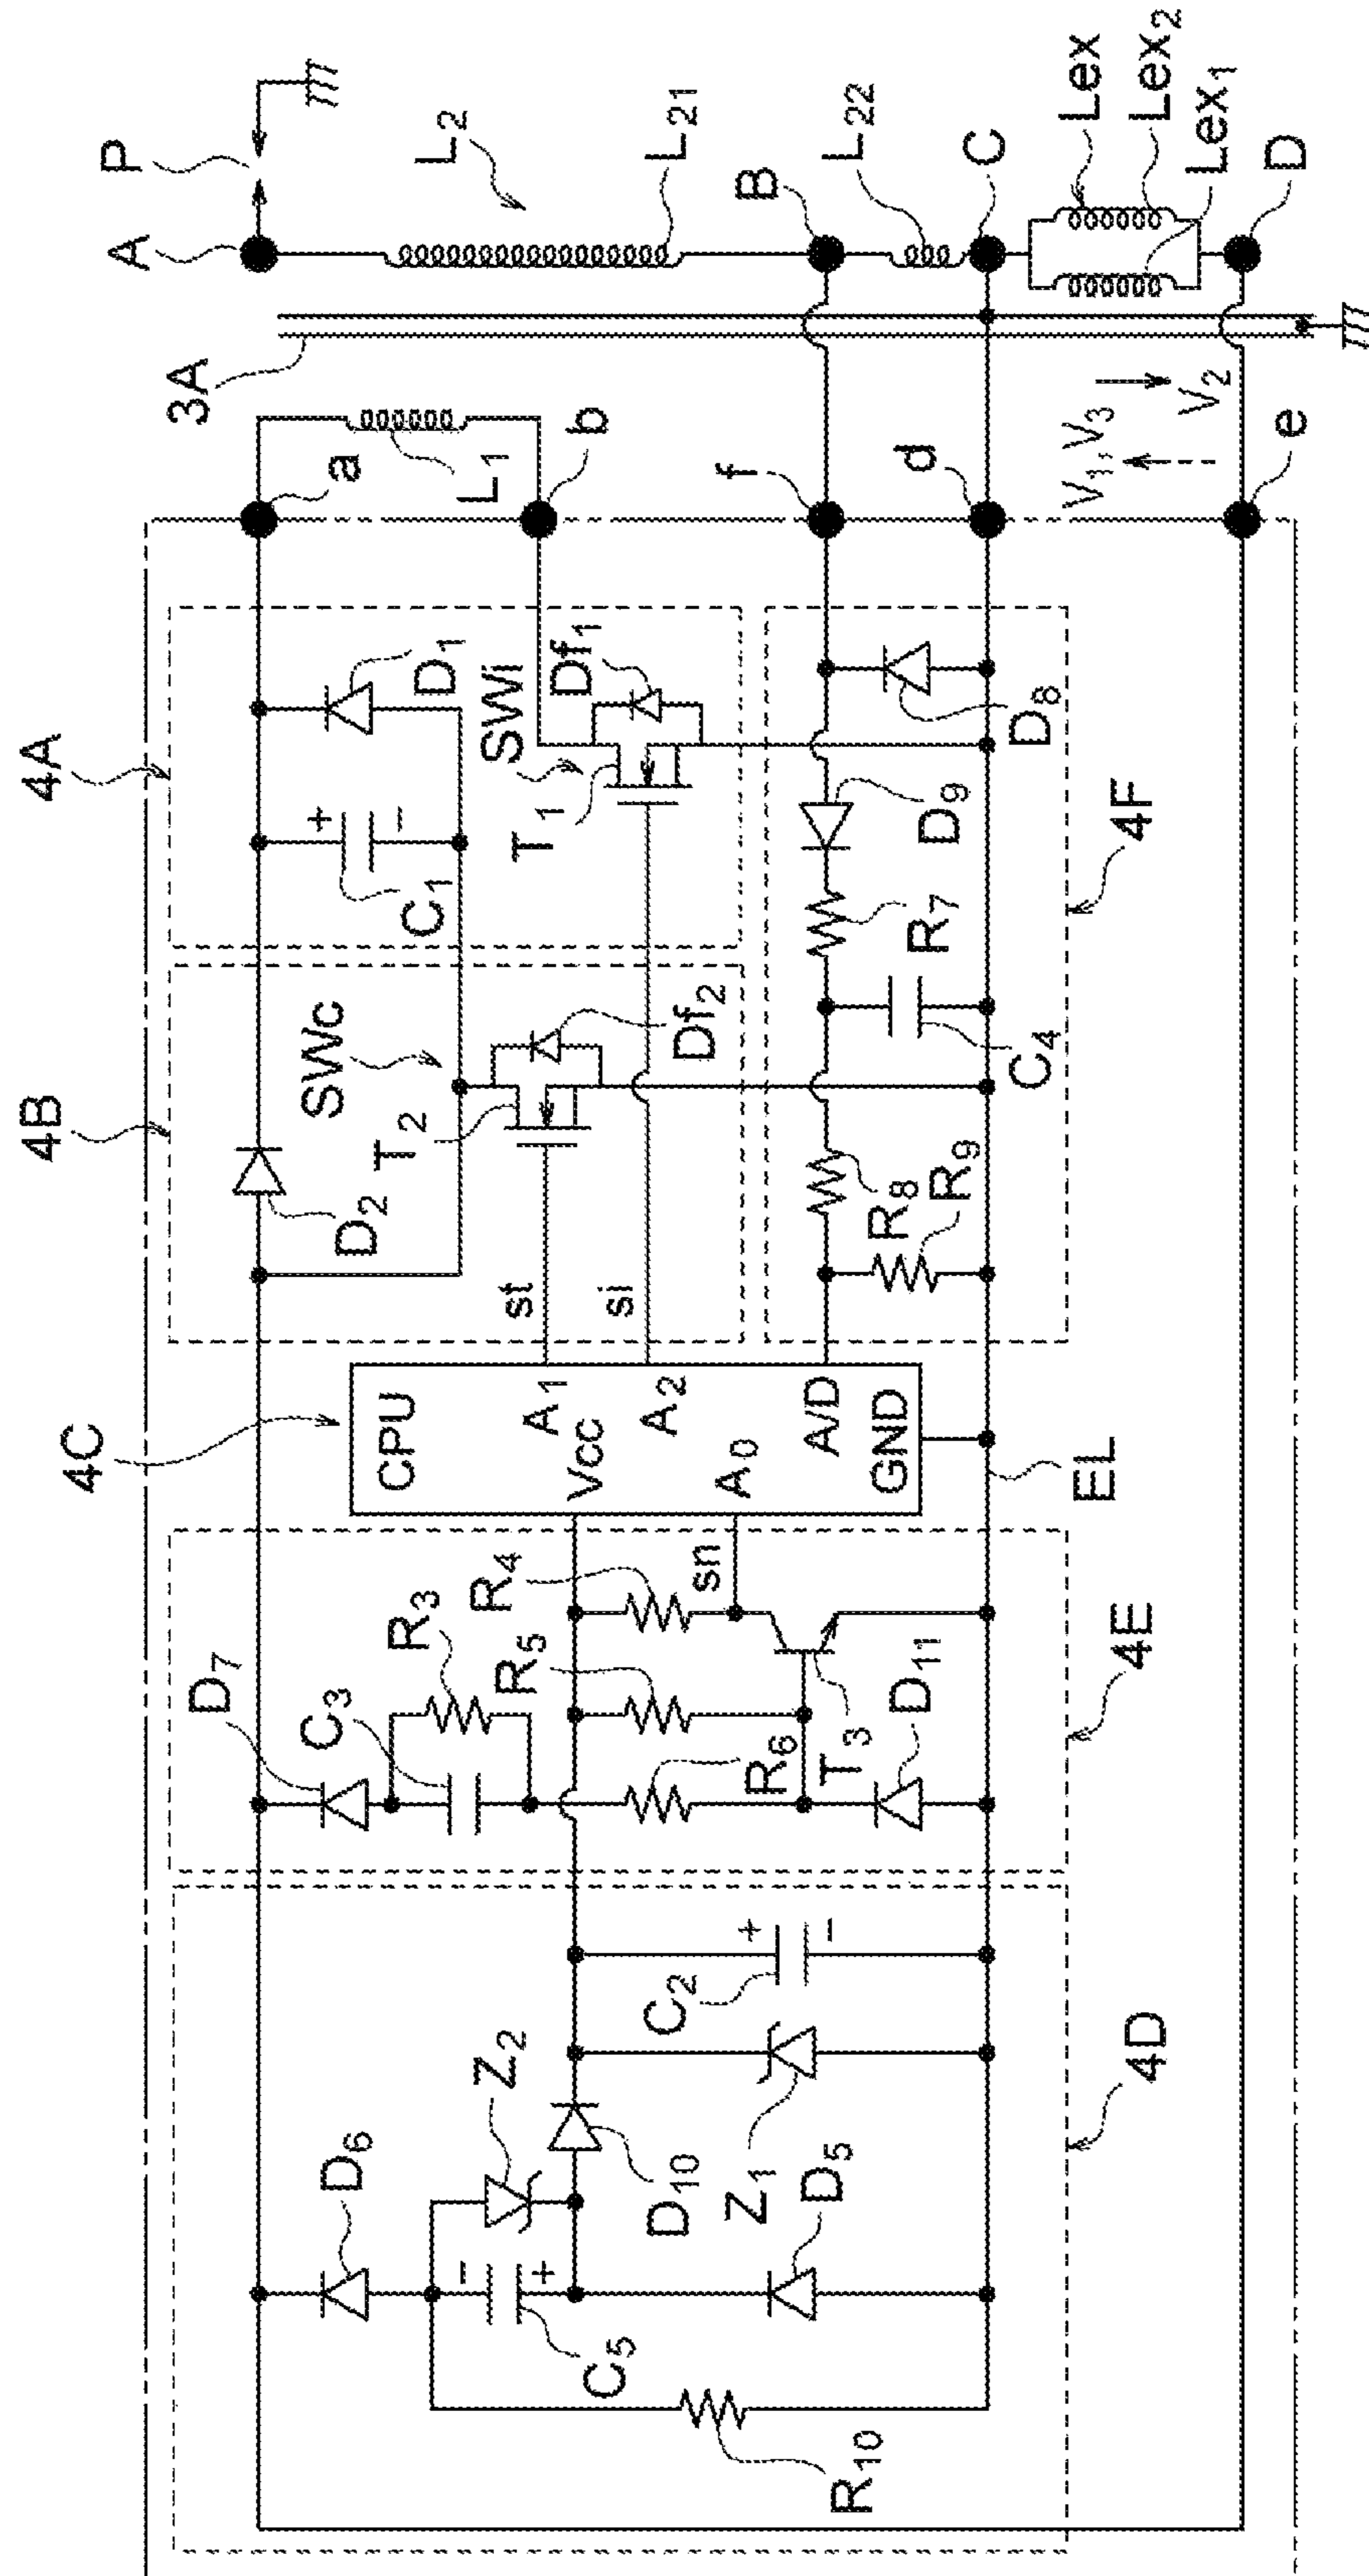 4C
4B
4A
3A
P
A
L2
L21
L22
B
C
Lex
Lex2
Lex1
D
a
L1
b
f
d
e
V1, V3
V2
D1
C1
SWi
Df1
T1
D2
SWc
Df2
T2
st
si
D8
D9
R7
C4
R8
R9
4F
CPU
A1
Vcc
A2
A0
A/D
GND
EL
D7
R3
C3
R4
R5
sn
R6
T3
D11
4E
D6
Z2
C5
D10
C2
Z1
D5
R10
4D